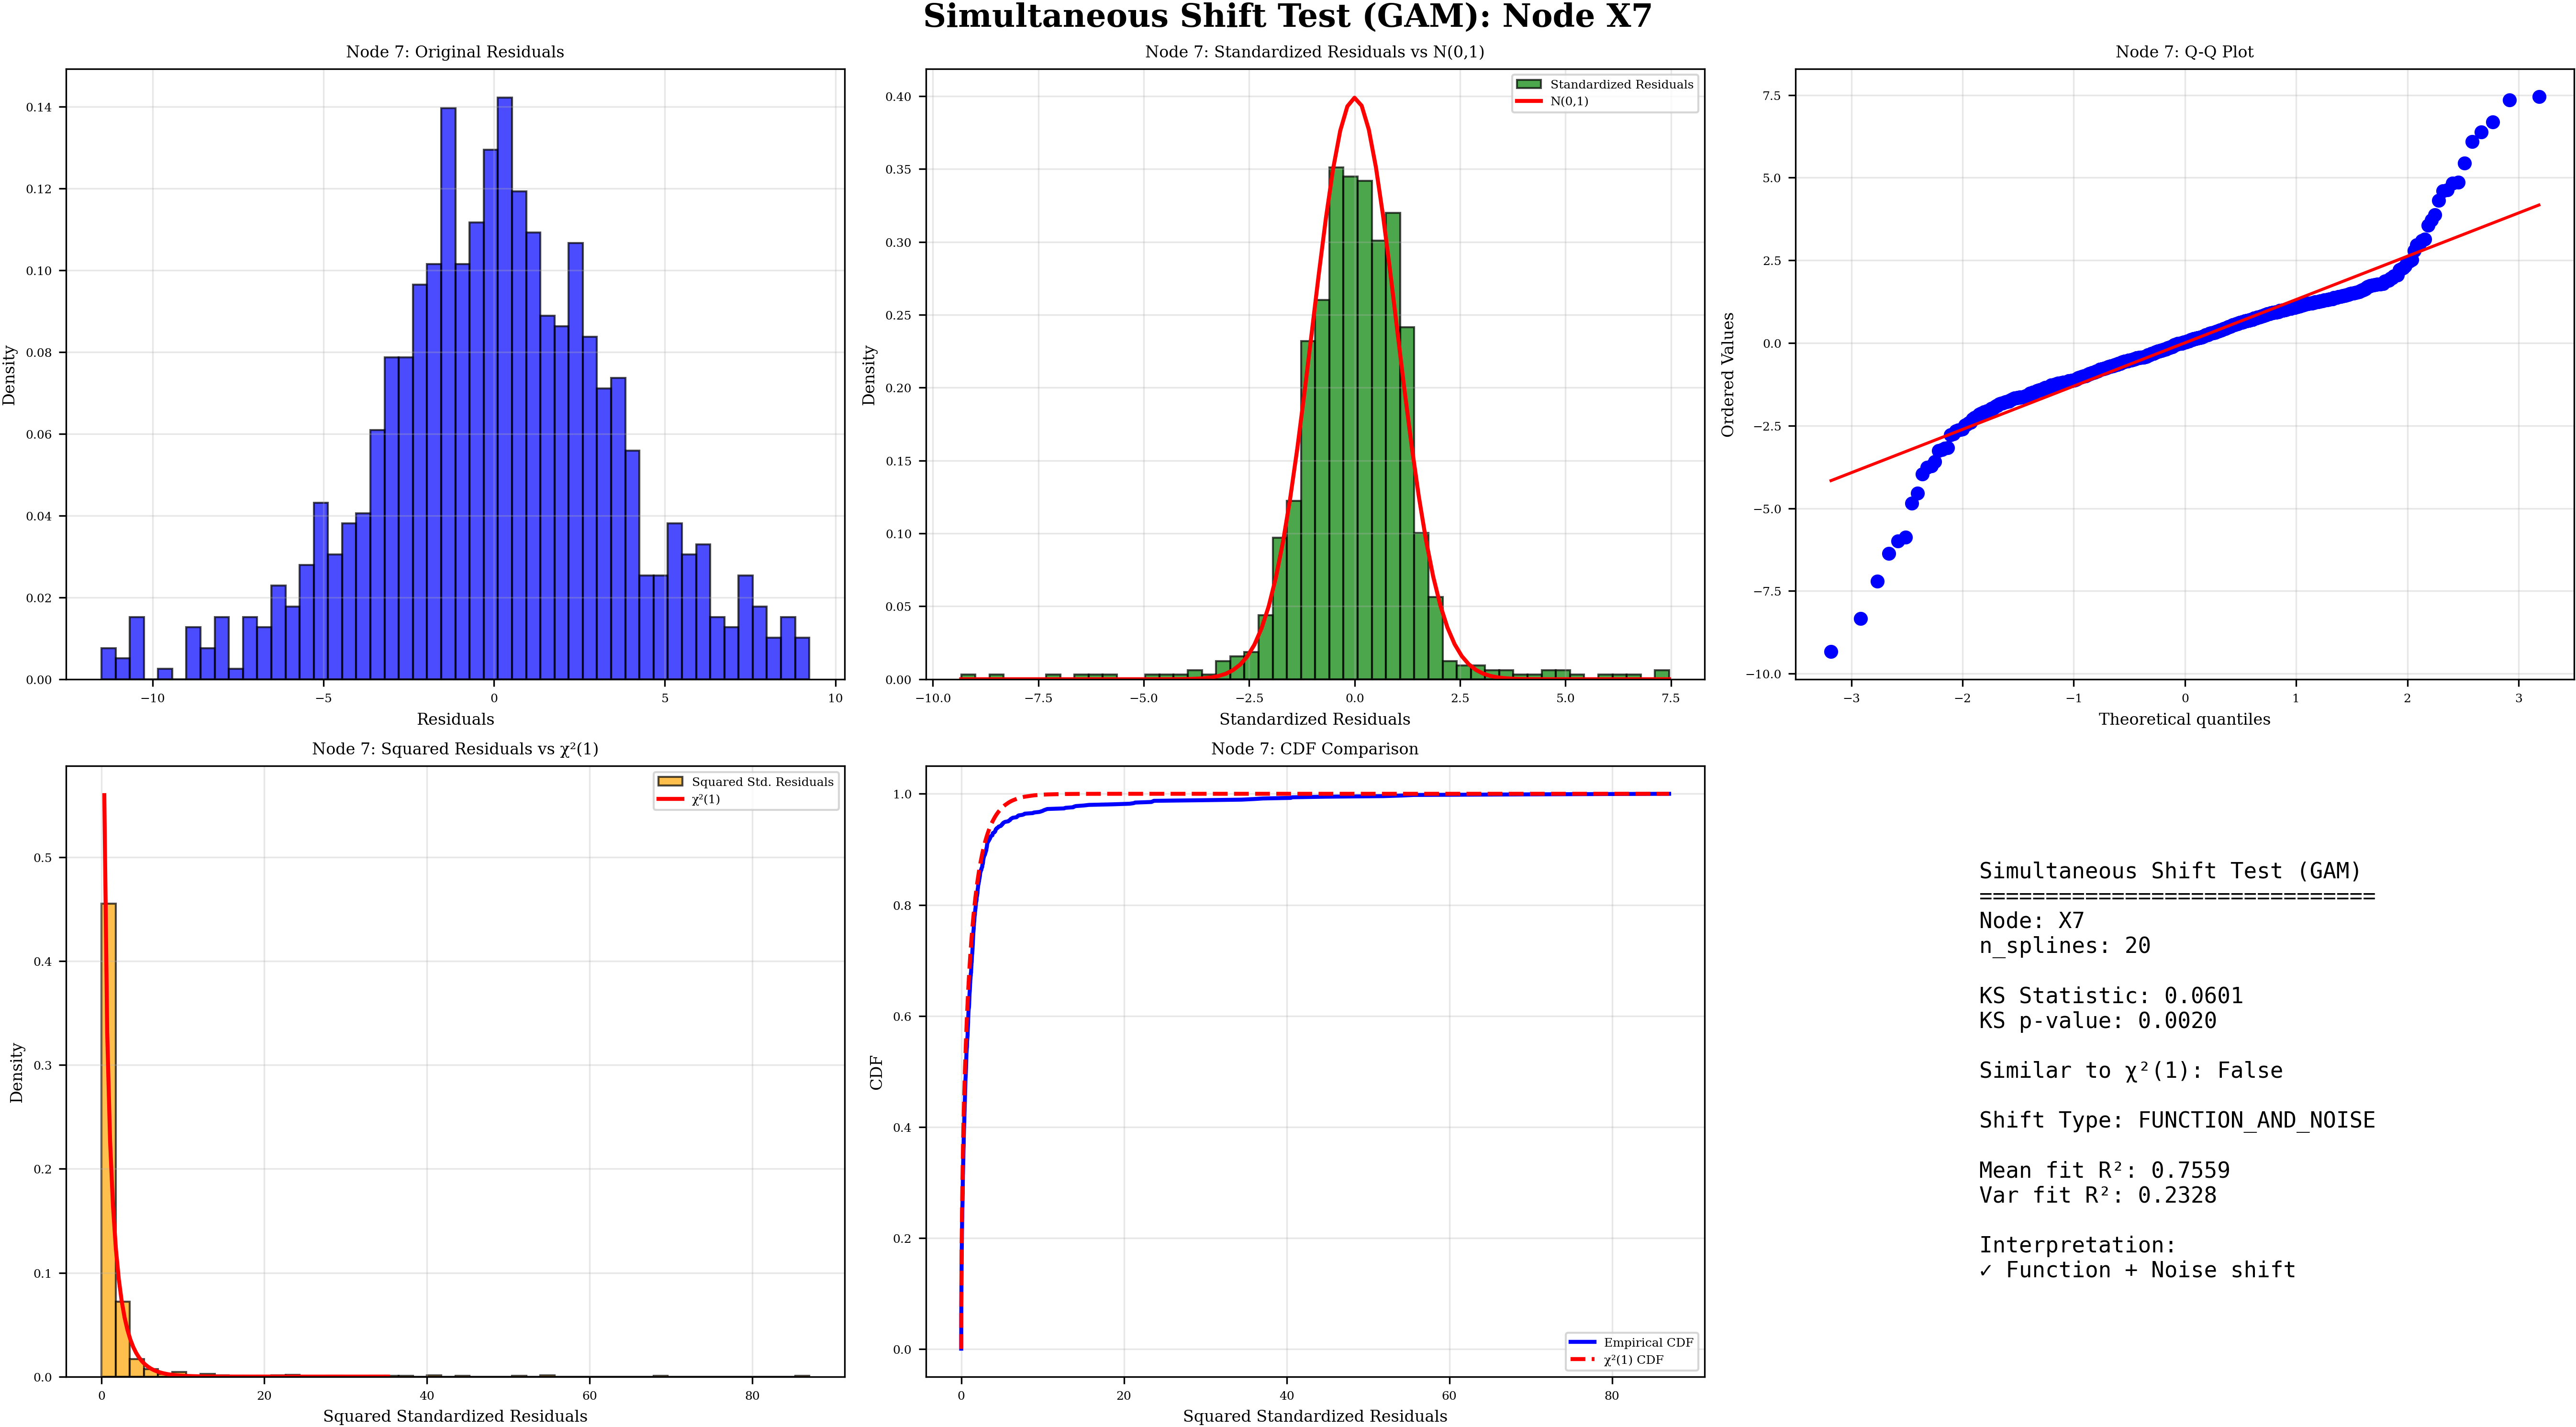 Simultaneous Shift Test (GAM): Node X7
Node 7: Original Residuals
Density
0.14
0.12
0.10
0.08
0.06
0.04
0.02
0.00
−10
−5
0
5
10
Residuals
Node 7: Standardized Residuals vs N(0,1)
Standardized Residuals
N(0,1)
Density
0.40
0.35
0.30
0.25
0.20
0.15
0.10
0.05
0.00
−10.0
−7.5
−5.0
−2.5
0.0
2.5
5.0
7.5
Standardized Residuals
Node 7: Q-Q Plot
Ordered Values
7.5
5.0
2.5
0.0
−2.5
−5.0
−7.5
−10.0
−3
−2
−1
0
1
2
3
Theoretical quantiles
Node 7: Squared Residuals vs χ²(1)
Squared Std. Residuals
χ²(1)
Density
0.5
0.4
0.3
0.2
0.1
0.0
0
20
40
60
80
Squared Standardized Residuals
Node 7: CDF Comparison
CDF
1.0
0.8
0.6
0.4
0.2
0.0
Empirical CDF
χ²(1) CDF
0
20
40
60
80
Squared Standardized Residuals
Simultaneous Shift Test (GAM)
==============================
Node: X7
n_splines: 20
KS Statistic: 0.0601
KS p-value: 0.0020
Similar to χ²(1): False
Shift Type: FUNCTION_AND_NOISE
Mean fit R²: 0.7559
Var fit R²: 0.2328
Interpretation:
✓ Function + Noise shift